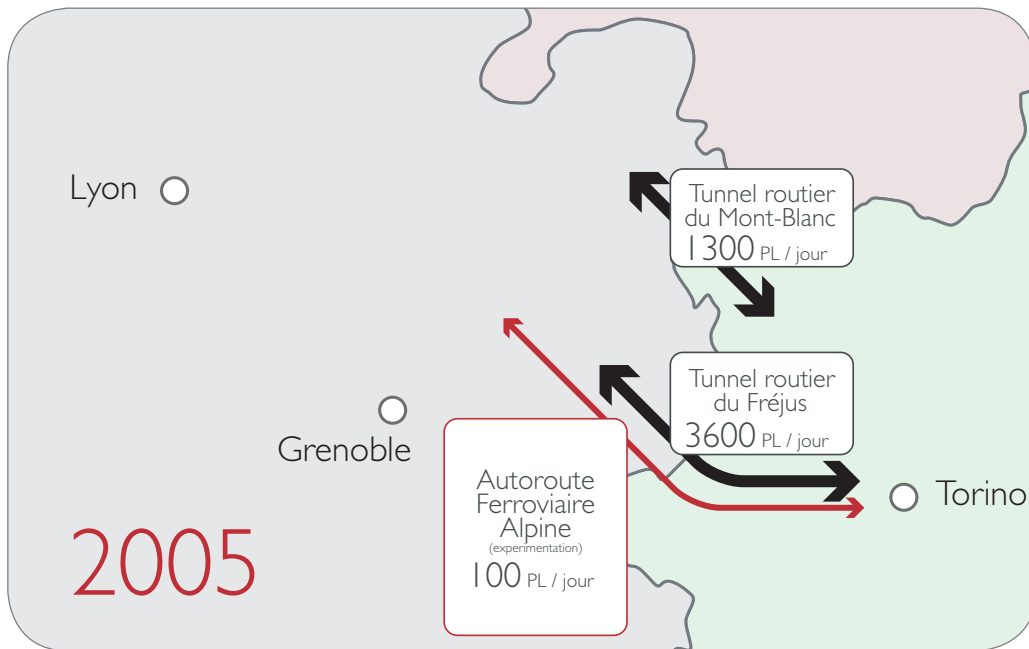 Lyon
Tunnel routier
du Mont-Blanc
1300 PL / jour
Tunnel routier
du Fréjus
3600 PL / jour
Grenoble
Autoroute
Ferroviaire
Alpine
(experimentation)
100 PL / jour
Torino
2005